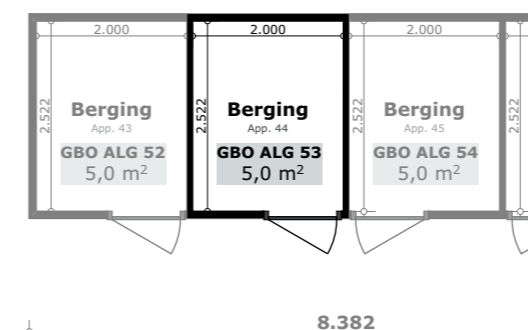 2.000 2.000 2.000
2.522 2.522 2.522 2.522
Berging Berging Berging
App. 43 App. 44 App. 45
GBO ALG 52 GBO ALG 53 GBO ALG 54
5,0 m² 5,0 m² 5,0 m²
8.382